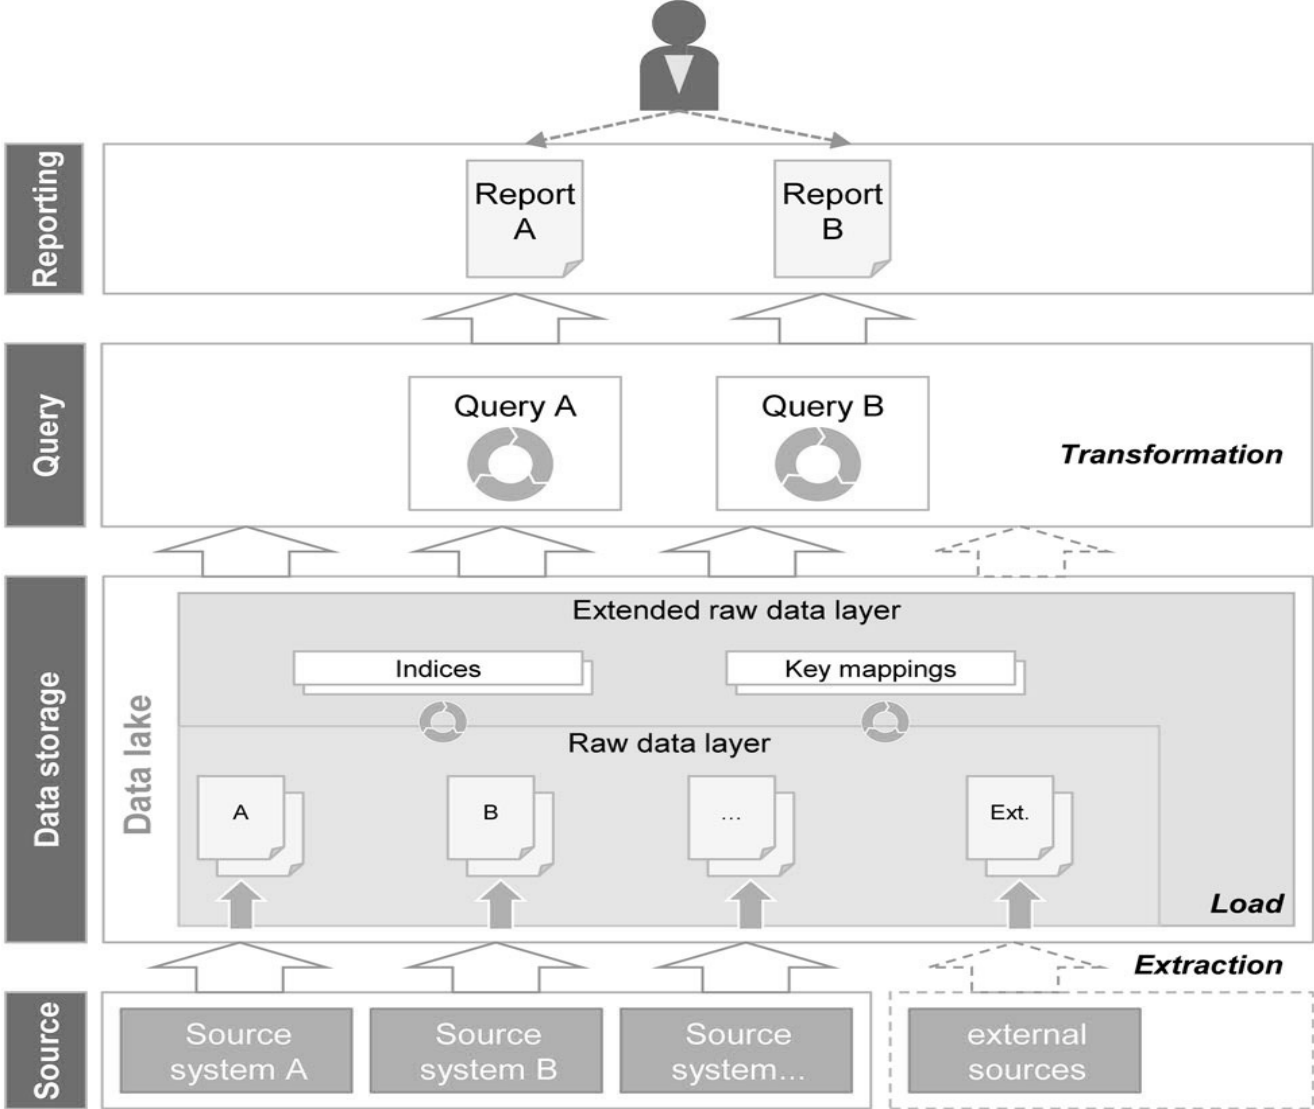 Reporting
Report
A
Report
B
Query
Query A
Query B
Transformation
Data storage
Data lake
Extended raw data layer
Indices
Key mappings
Raw data layer
A
B
...
Ext.
Load
Extraction
Source
Source
system A
Source
system B
Source
system...
external
sources